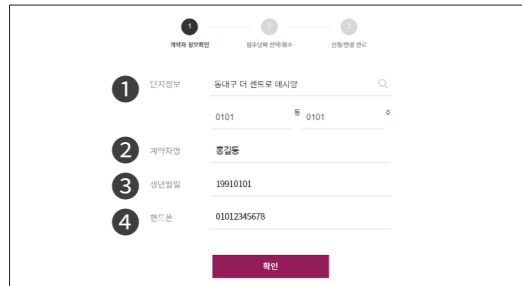 1 2 3
계약자 정보확인 입주날짜 선택/취소 신청/변경 완료
1 단지정보 동대구 더 센트로 데시앙
0101 동 0101 호
2 계약자명 홍길동
3 생년월일 19910101
4 핸드폰 01012345678
확인